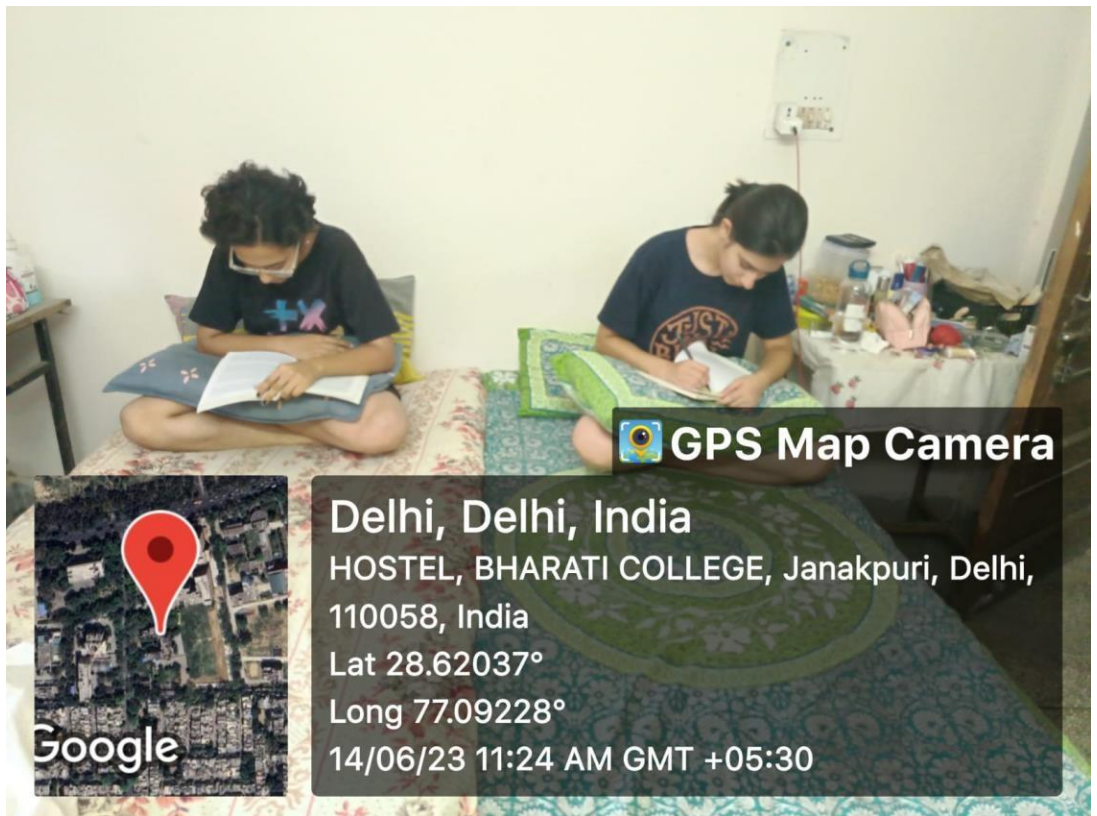 GPS Map Camera
Delhi, Delhi, India
HOSTEL, BHARATI COLLEGE, Janakpuri, Delhi,
110058, India
Lat 28.62037°
Long 77.09228°
14/06/23 11:24 AM GMT +05:30
Google